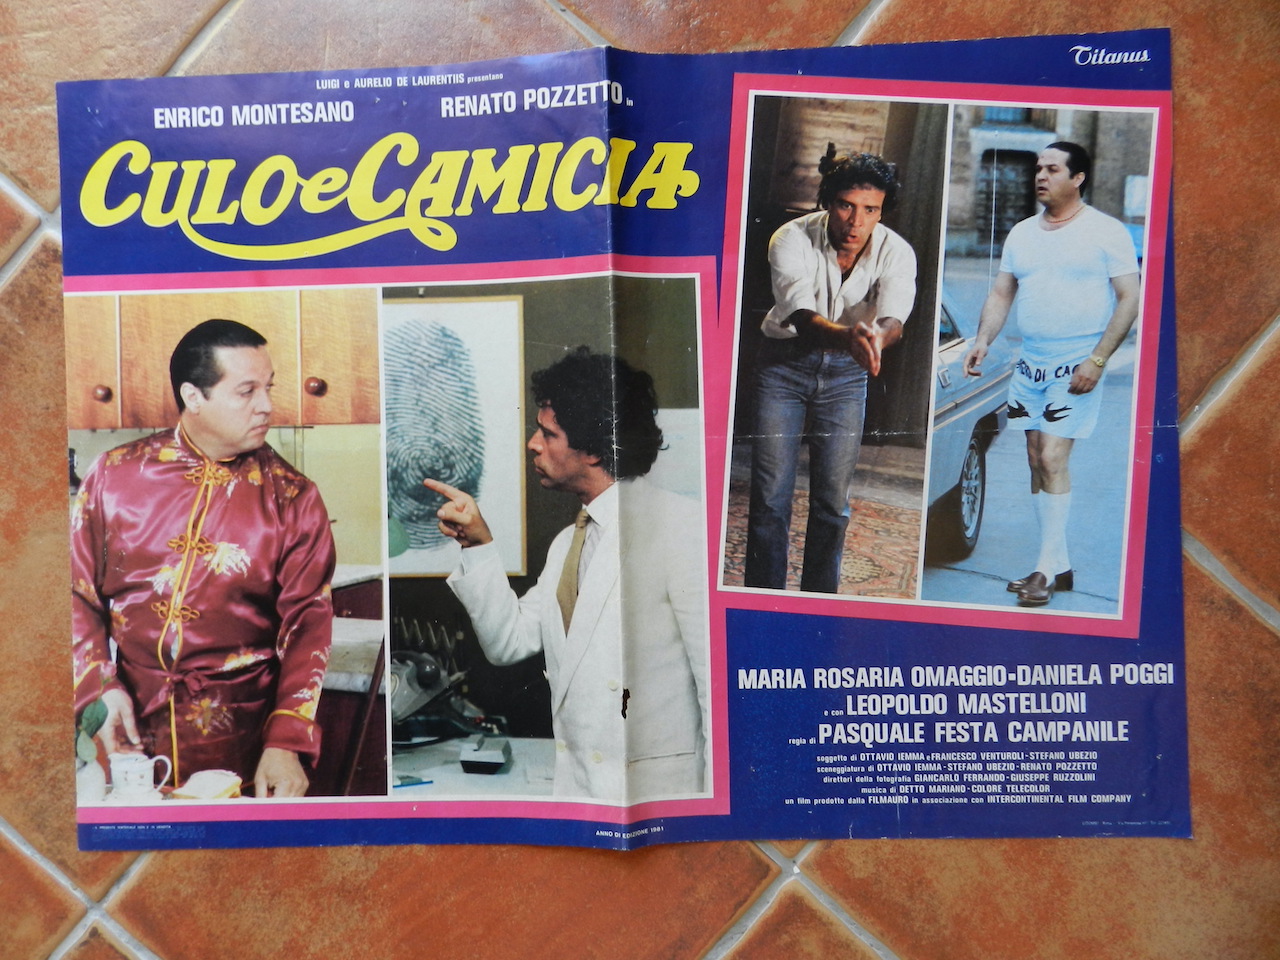 Titanus
LUIGI e AURELIO DE LAURENTIIS presentano
ENRICO MONTESANO RENATO POZZETTO in
CULO e CAMICIA
DI CAG
MARIA ROSARIA OMAGGIO-DANIELA POGGI
e con LEOPOLDO MASTELLONI
regia di PASQUALE FESTA CAMPANILE
soggetto di OTTAVIO IEMMA e FRANCESCO VENTUROLI-STEFANO UBEZIO
sceneggiatura di OTTAVIO IEMMA-STEFANO UBEZIO-RENATO POZZETTO
direttori della fotografia GIANCARLO FERRANDO-GIUSEPPE RUZZOLINI
musica di DETTO MARIANO-COLORE TELECOLOR
un film prodotto dalla FILMAURO in associazione con INTERCONTINENTAL FILM COMPANY
ANNO DI EDIZIONE 1981